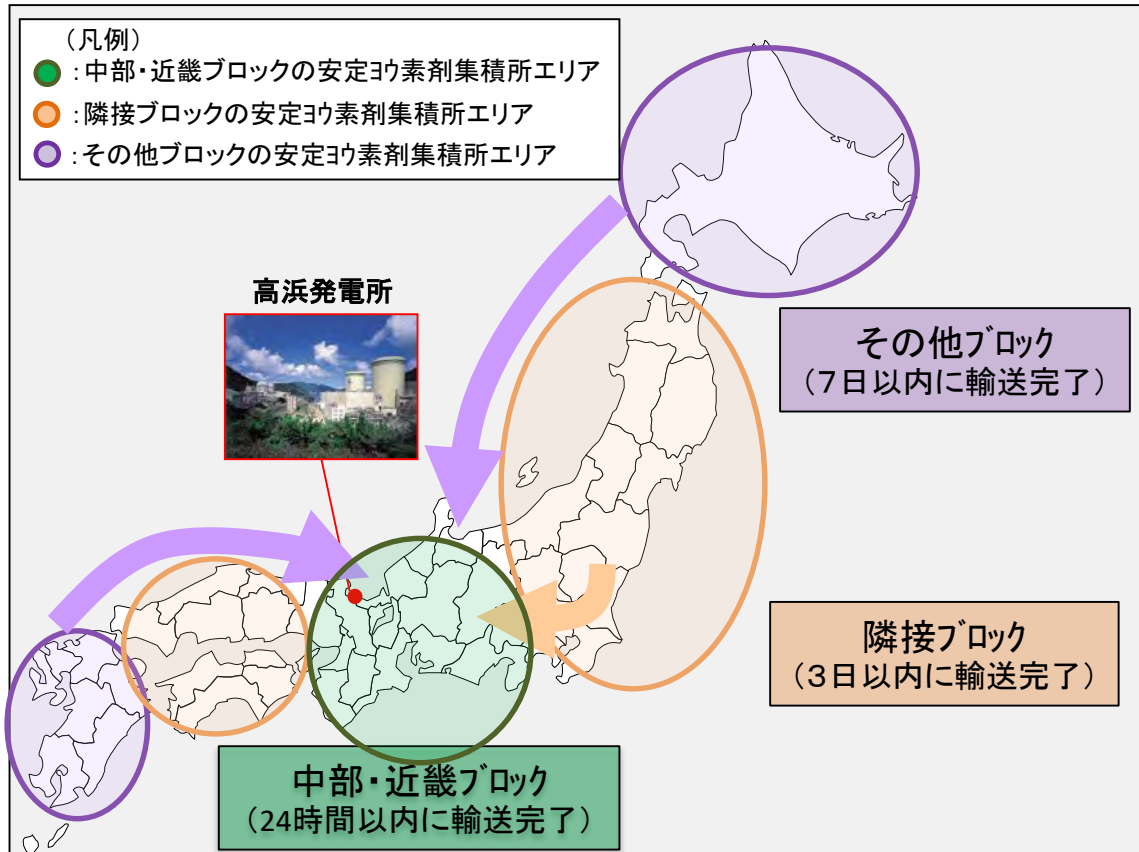 (凡例)
:中部・近畿ブロックの安定ﾖｳ素剤集積所エリア
:隣接ブロックの安定ﾖｳ素剤集積所エリア
:その他ブロックの安定ﾖｳ素剤集積所エリア
高浜発電所
その他ﾌﾞﾛｯｸ
(7日以内に輸送完了)
隣接ﾌﾞﾛｯｸ
(3日以内に輸送完了)
中部・近畿ﾌﾞﾛｯｸ
(24時間以内に輸送完了)